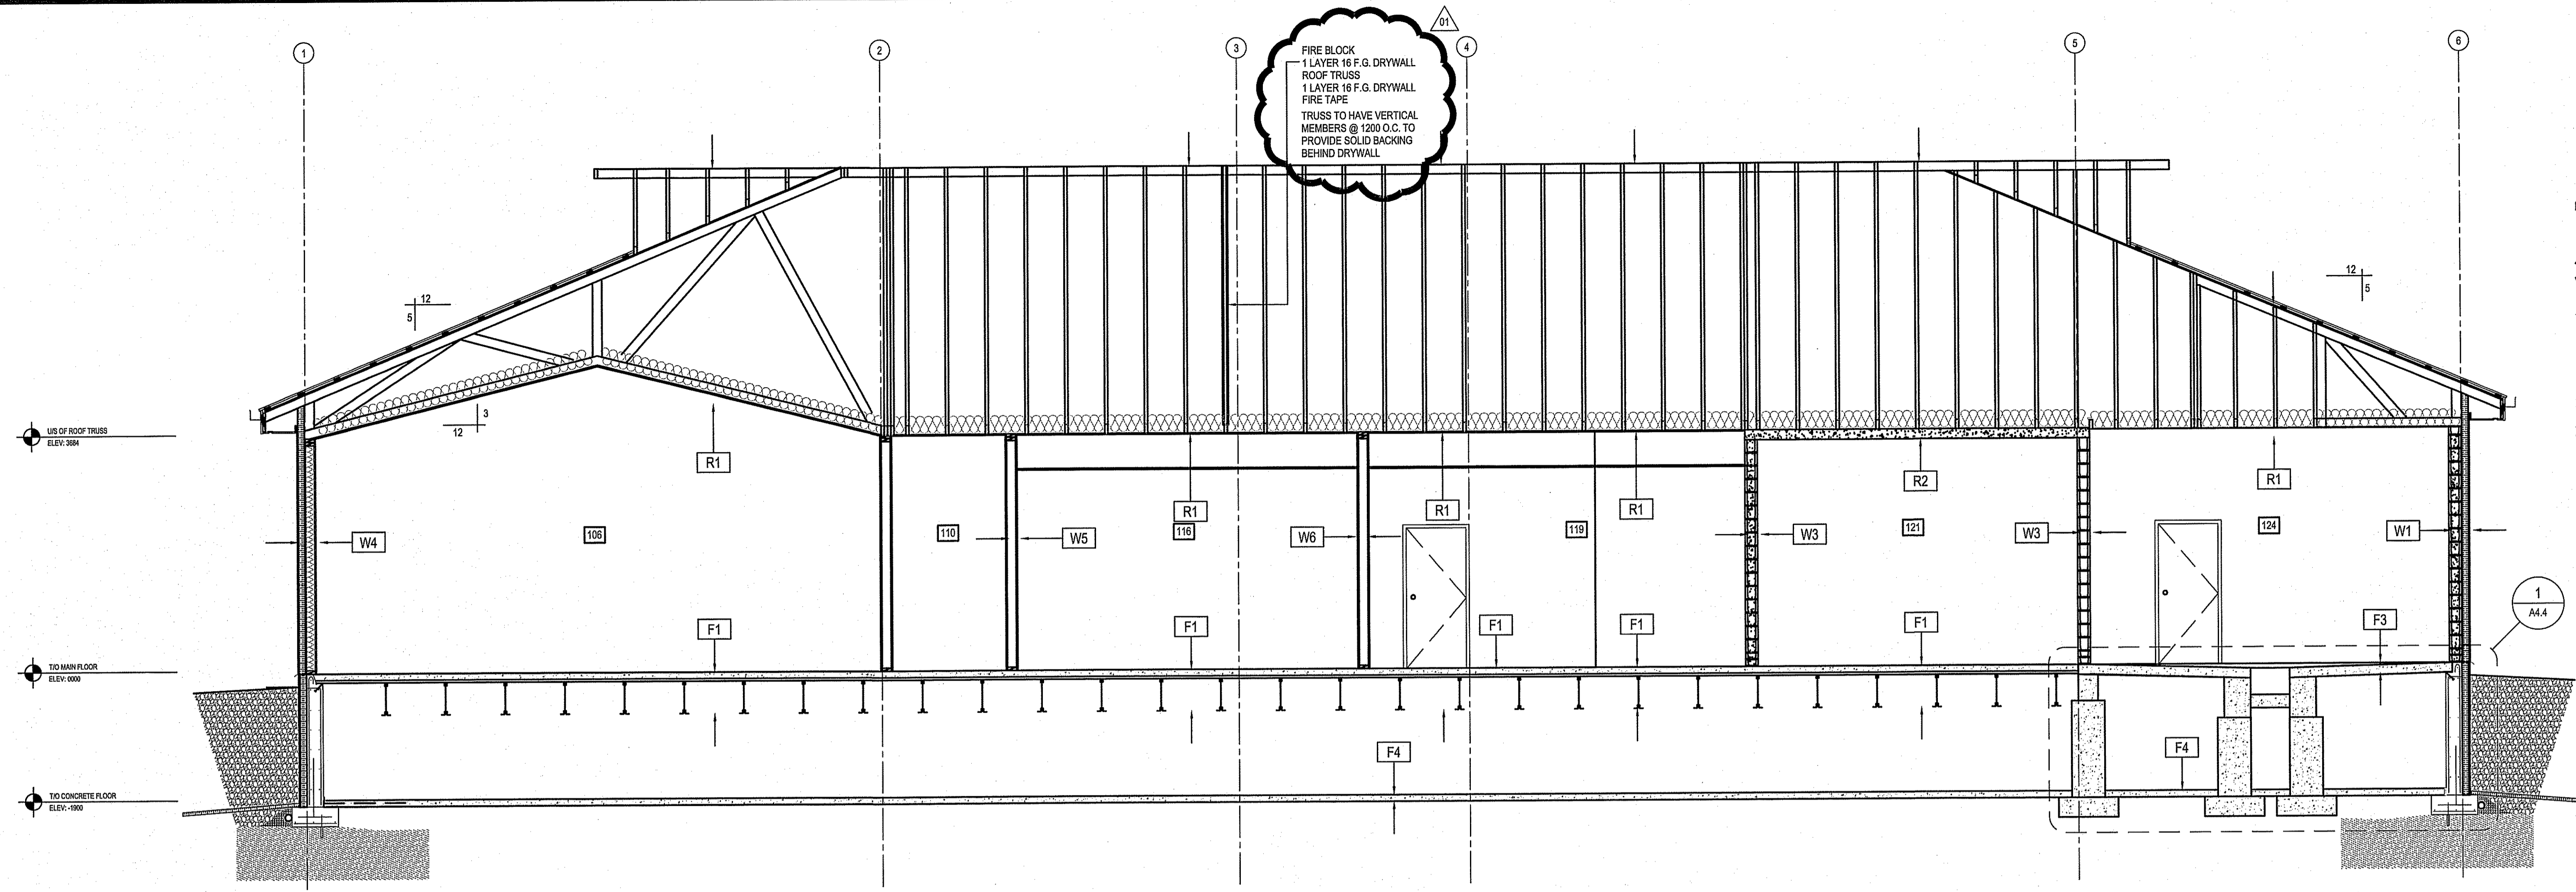 01
1
2
3
4
5
6
FIRE BLOCK
1 LAYER 16 F.G. DRYWALL
ROOF TRUSS
1 LAYER 16 F.G. DRYWALL
FIRE TAPE
TRUSS TO HAVE VERTICAL
MEMBERS @ 1200 O.C. TO
PROVIDE SOLID BACKING
BEHIND DRYWALL
12
5
12
5
3
12
U/S OF ROOF TRUSS
ELEV: 3684
R1
R1
R1
R1
R2
R1
106
110
116
119
121
124
W4
W5
W6
W3
W3
W1
1
A4.4
F1
F1
F1
F1
F1
F3
T/O MAIN FLOOR
ELEV: 0000
F4
F4
T/O CONCRETE FLOOR
ELEV: -1900